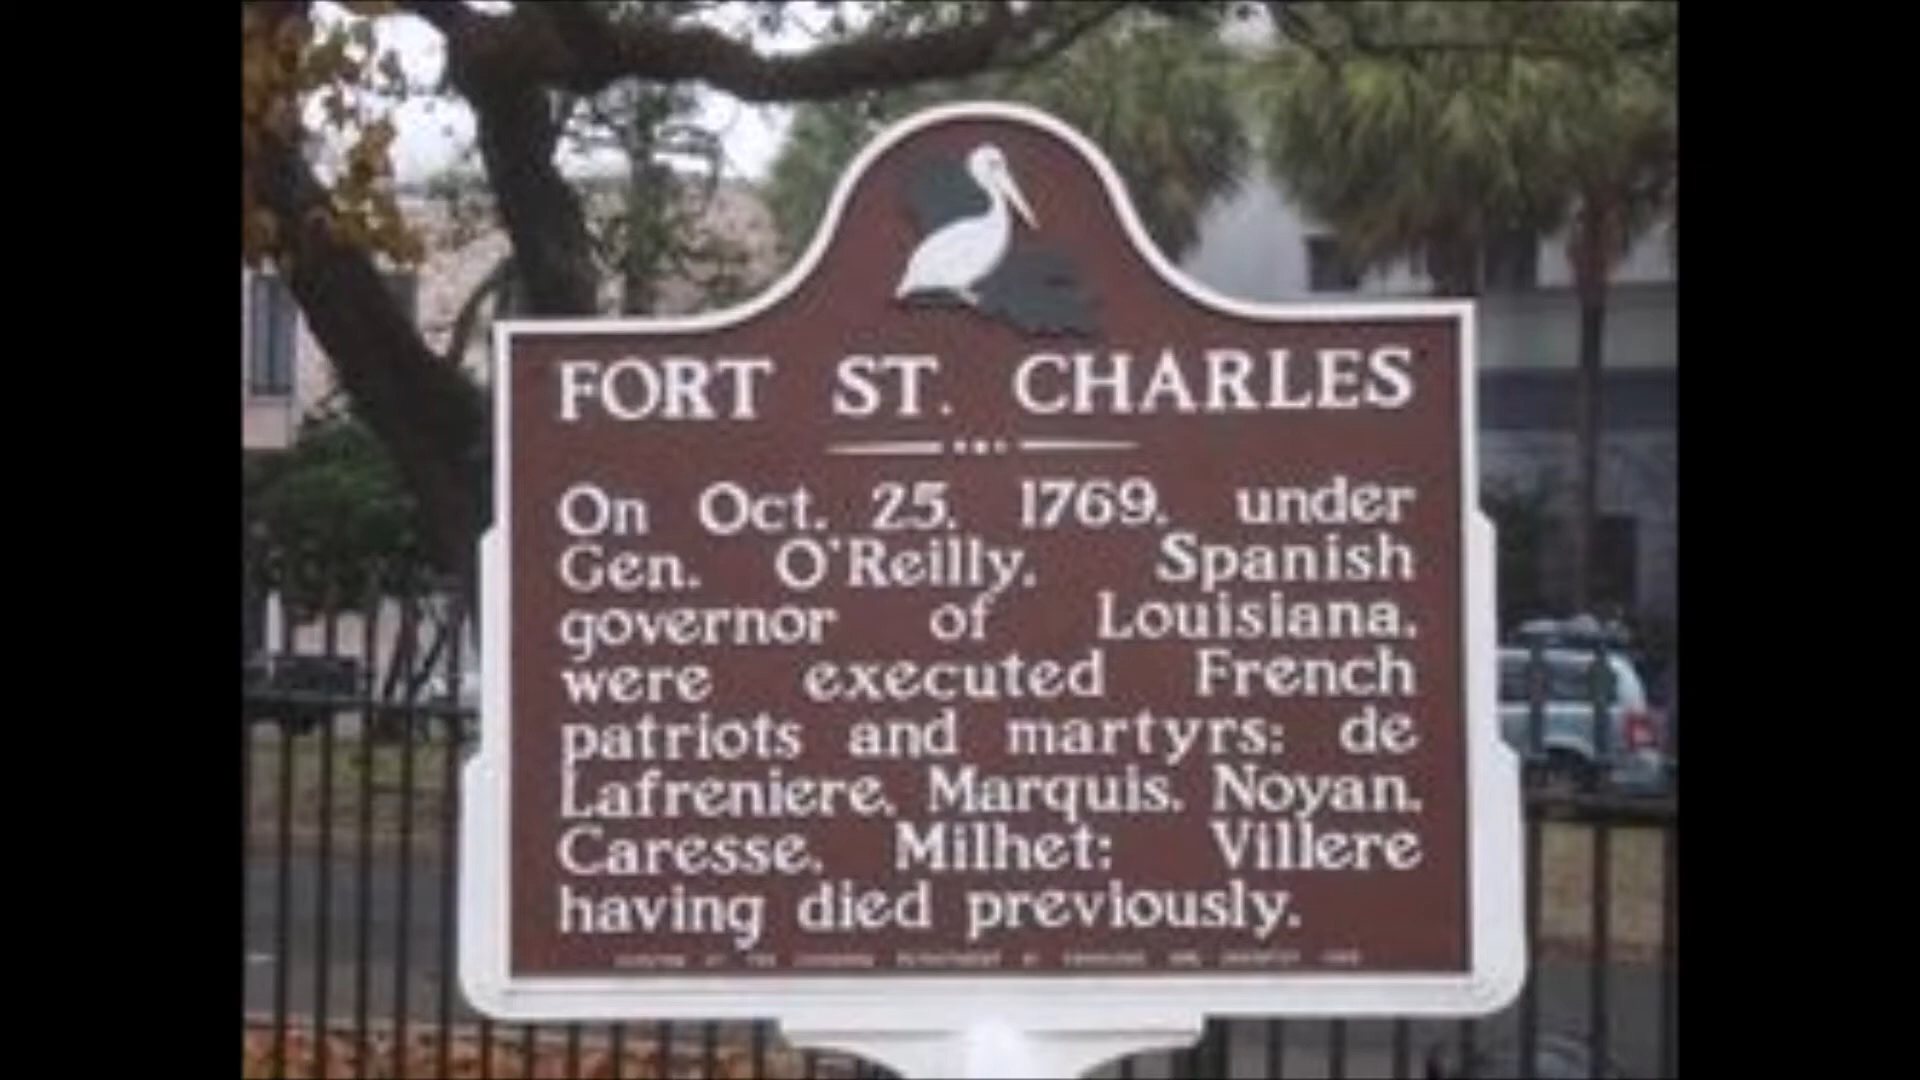 FORT ST. CHARLES
On Oct. 25, 1769, under
Gen. O'Reilly, Spanish
governor of Louisiana,
were executed French
patriots and martyrs: de
Lafreniere, Marquis, Noyan,
Caresse, Milhet; Villere
having died previously.